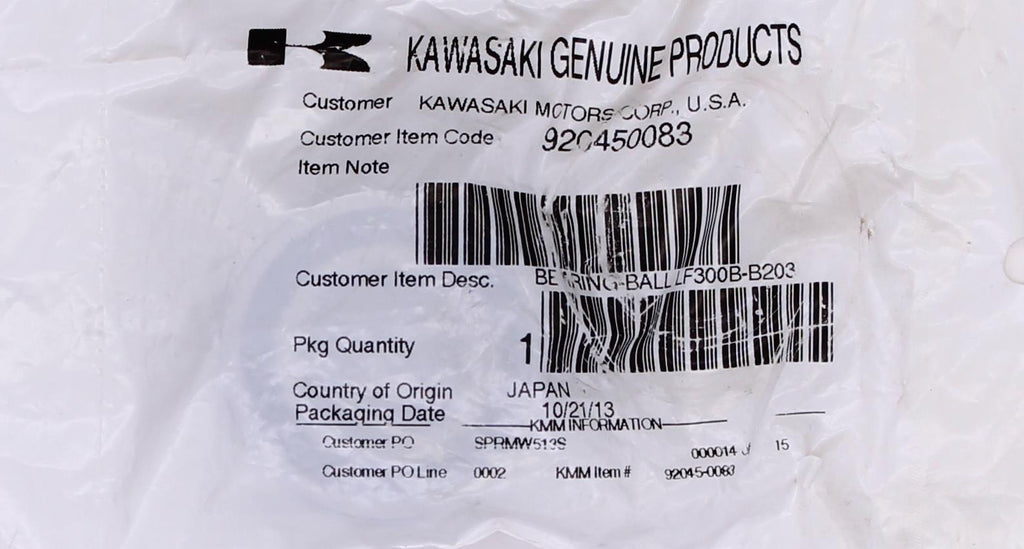 KAWASAKI GENUINE PRODUCTS
Customer KAWASAKI MOTORS CORP., U.S.A.
Customer Item Code 920450083
Item Note
Customer Item Desc. BEARING-BALL LF300B-B203
Pkg Quantity 1
Country of Origin JAPAN
Packaging Date 10/21/13
KMM INFORMATION
Customer PO 000014 of 15
Customer PO Line 0002 KMM Item # 92045-0083